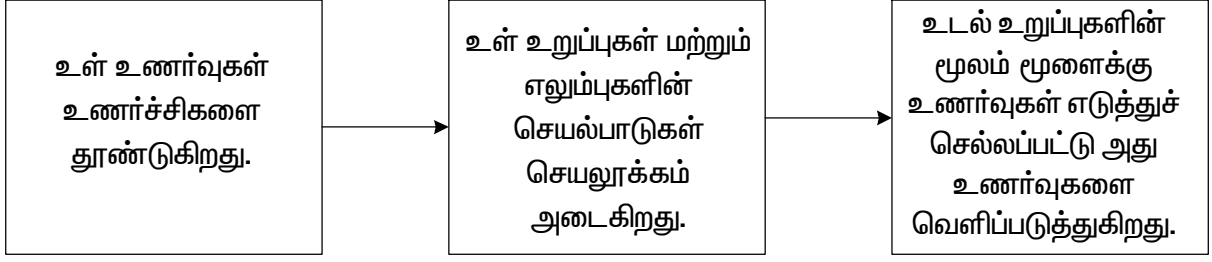 உள் உணர்வுகள்
உணர்ச்சிகளை
தூண்டுகிறது.
உள் உறுப்புகள் மற்றும்
எலும்புகளின்
செயல்பாடுகள்
செயலூக்கம்
அடைகிறது.
உடல் உறுப்புகளின்
மூலம் மூளைக்கு
உணர்வுகள் எடுத்துச்
செல்லப்பட்டு அது
உணர்வுகளை
வெளிப்படுத்துகிறது.